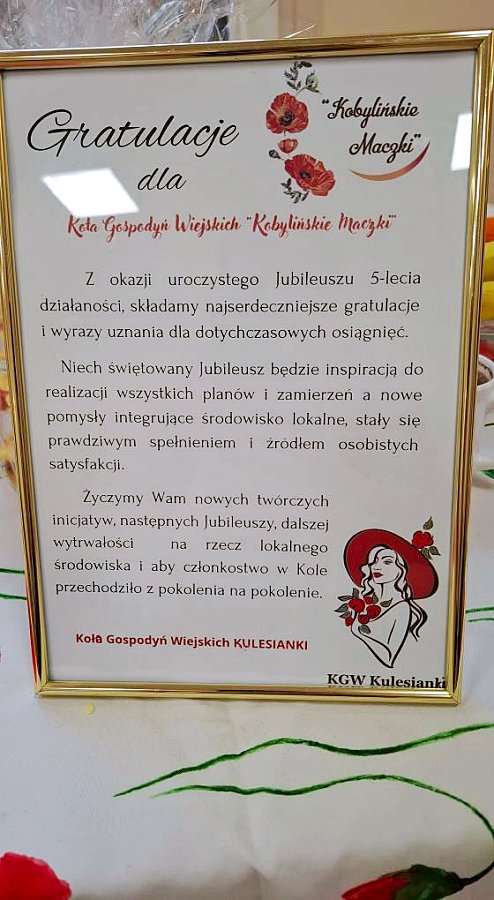 Gratulacje
dla
"Kobylińskie
Maczki"
Koła Gospodyń Wiejskich "Kobylińskie Maczki"
Z okazji uroczystego Jubileuszu 5-lecia
działaności, składamy najserdeczniejsze gratulacje
i wyrazy uznania dla dotychczasowych osiągnięć.
Niech świętowany Jubileusz będzie inspiracją do
realizacji wszystkich planów i zamierzeń a nowe
pomysły integrujące środowisko lokalne, stały się
prawdziwym spełnieniem i źródłem osobistych
satysfakcji.
Życzymy Wam nowych twórczych
inicjatyw, następnych Jubileuszy, dalszej
wytrwałości na rzecz lokalnego
środowiska i aby członkostwo w Kole
przechodziło z pokolenia na pokolenie.
Koła Gospodyń Wiejskich KULESIANKI
KGW Kulesianki